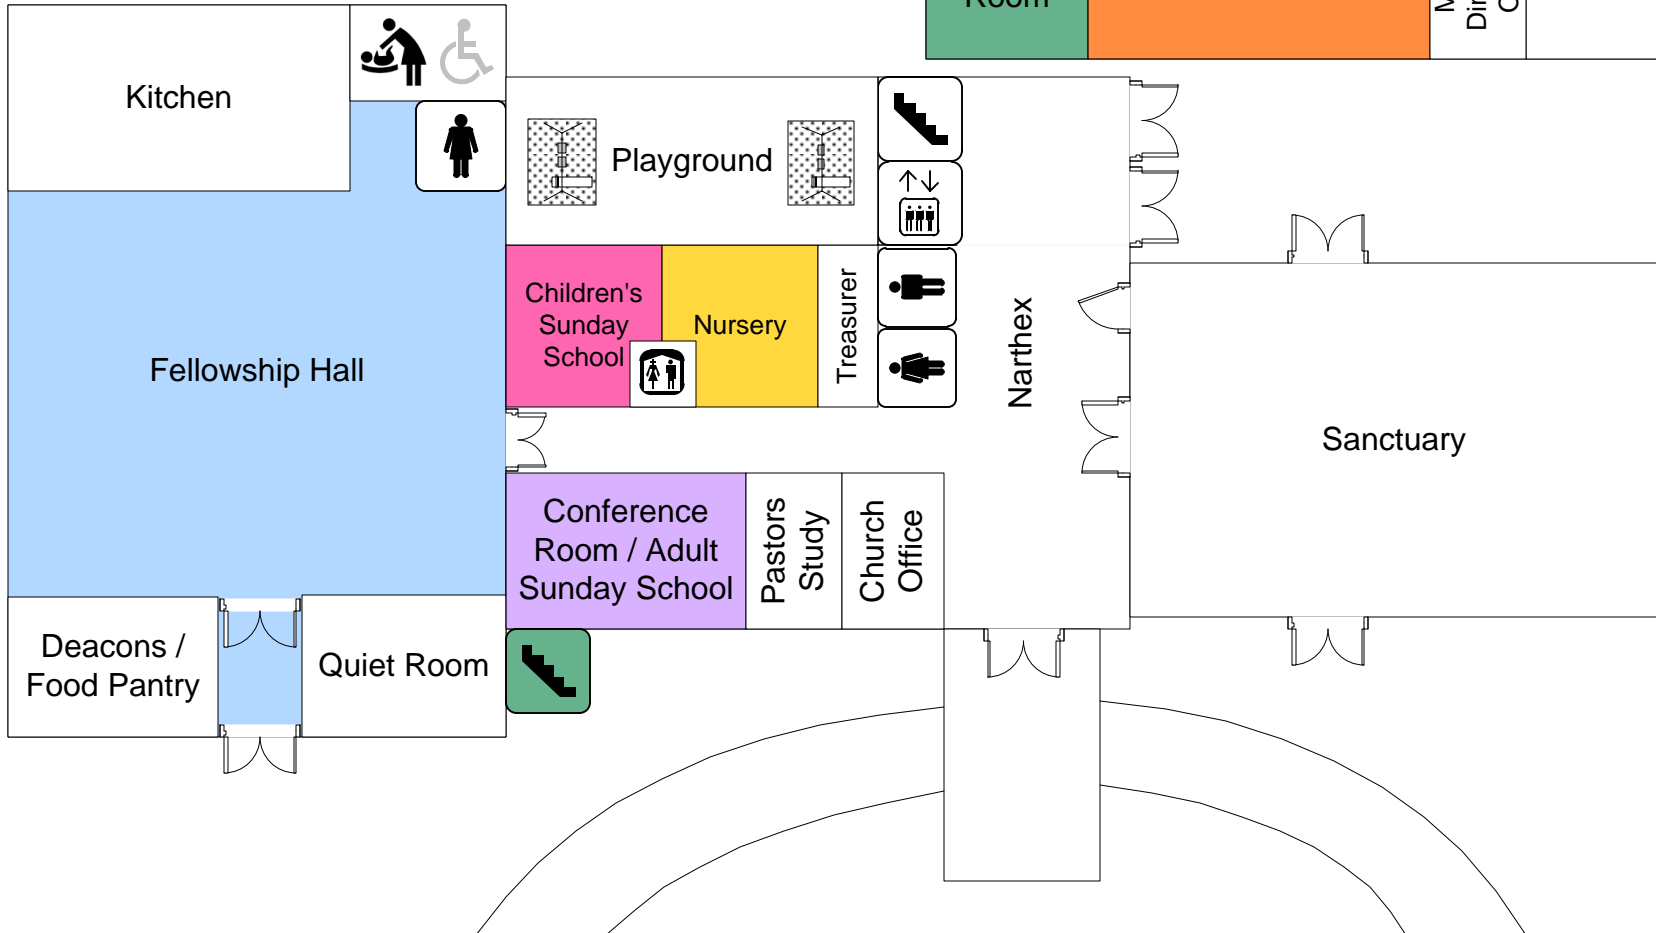 Room
Kitchen
Playground
Children's
Sunday
School
Nursery
Treasurer
Narthex
Fellowship Hall
Sanctuary
Conference
Room / Adult
Sunday School
Pastors
Study
Church
Office
Deacons /
Food Pantry
Quiet Room